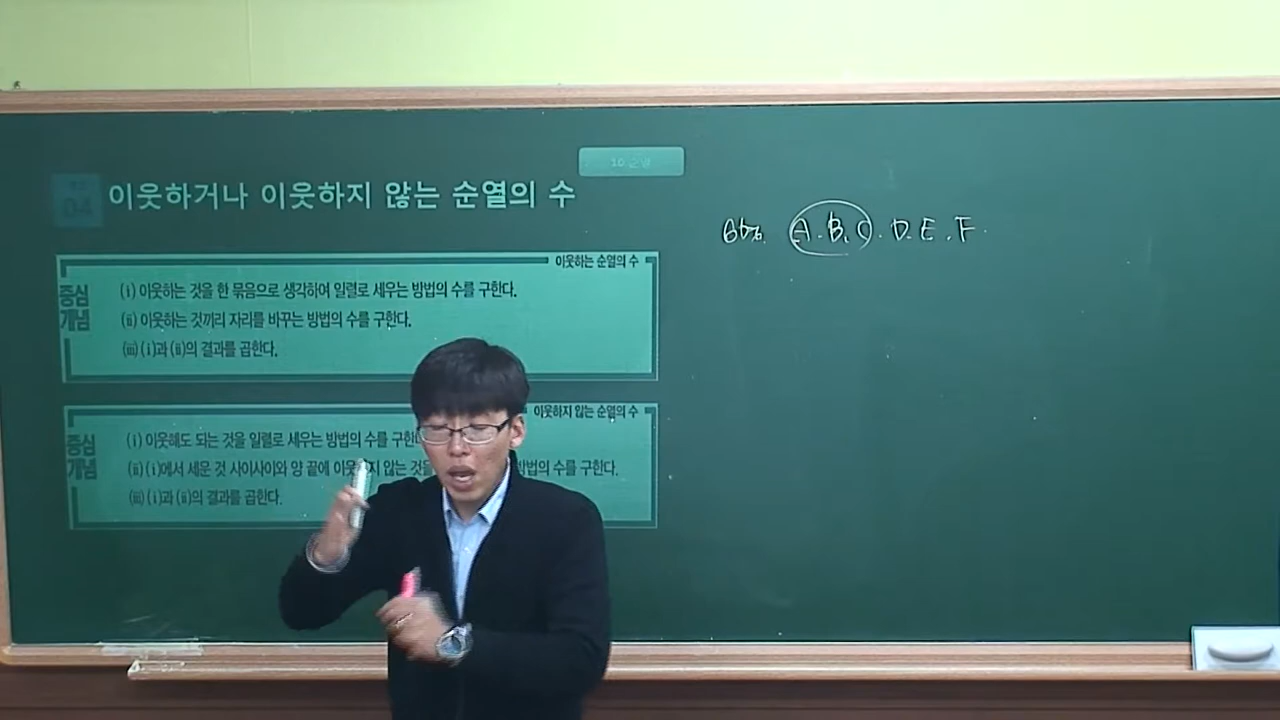 10 순열
04
이웃하거나 이웃하지 않는 순열의 수
A. B. C. D. E. F.
이웃하는 순열의 수
중심
개념
(ⅰ) 이웃하는 것을 한 묶음으로 생각하여 일렬로 세우는 방법의 수를 구한다.
(ⅱ) 이웃하는 것끼리 자리를 바꾸는 방법의 수를 구한다.
(ⅲ) (ⅰ)과 (ⅱ)의 결과를 곱한다.
이웃하지 않는 순열의 수
중심
개념
(ⅰ) 이웃해도 되는 것을 일렬로 세우는 방법의 수를
(ⅱ) (ⅰ)에서 세운 것 사이사이와 양 끝에 않는 것을 방법의 수를 구한다.
(ⅲ) (ⅰ)과 (ⅱ)의 결과를 곱한다.